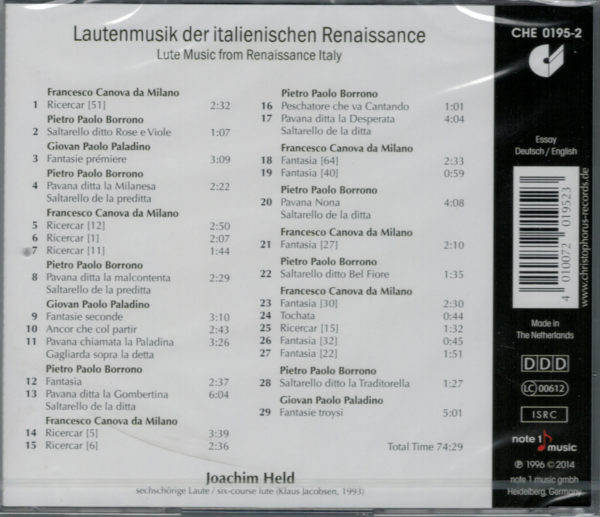 Lautenmusik der italienischen Renaissance
Lute Music from Renaissance Italy
Francesco Canova da Milano
1 Ricercar [51] 2:32
Pietro Paolo Borrono
2 Saltarello ditto Rose e Viole 1:07
Giovan Paolo Paladino
3 Fantasie prémiere 3:09
Pietro Paolo Borrono
4 Pavana ditta la Milanesa 2:22
Saltarello de la preditta
Francesco Canova da Milano
5 Ricercar [12] 2:50
6 Ricercar [1] 2:07
7 Ricercar [11] 1:44
Pietro Paolo Borrono
8 Pavana ditta la malcontenta 2:29
Saltarello de la preditta
Giovan Paolo Paladino
9 Fantasie seconde 3:10
10 Ancor che col partir 2:43
11 Pavana chiamata la Paladina 3:26
Gagliarda sopra la detta
Pietro Paolo Borrono
12 Fantasia 2:37
13 Pavana ditta la Gombertina 6:04
Saltarello de la ditta
Francesco Canova da Milano
14 Ricercar [5] 3:39
15 Ricercar [6] 2:36
Pietro Paolo Borrono
16 Peschatore che va Cantando 1:01
17 Pavana ditta la Desperata 4:04
Saltarello de la ditta
Francesco Canova da Milano
18 Fantasia [64] 2:33
19 Fantasia [40] 0:59
Pietro Paolo Borrono
20 Pavana Nona 4:08
Saltarello de la ditta
Francesco Canova da Milano
21 Fantasia [27] 2:10
Pietro Paolo Borrono
22 Saltarello ditto Bel Fiore 1:35
Francesco Canova da Milano
23 Fantasia [30] 2:30
24 Tochata 0:44
25 Ricercar [15] 1:32
26 Fantasia [32] 0:45
27 Fantasia [22] 1:51
Pietro Paolo Borrono
28 Saltarello ditto la Traditorella 1:27
Giovan Paolo Paladino
29 Fantasie troysi 5:01
Total Time 74:29
Joachim Held
sechschörige Laute / six-course lute (Klaus Jacobsen, 1993)
CHE 0195-2
Essay
Deutsch / English
4 010072 019523
www.christophorus-records.de
Made in
The Netherlands
DDD
LC 00612
ISRC
note 1 music
℗ 1996 © 2014
note 1 music gmbh
Heidelberg, Germany